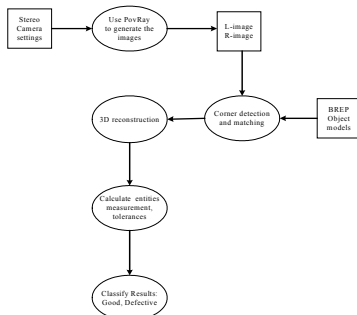 Stereo
Camera
settings
Use PovRay
to generate the
images
L-image
R-image
3D reconstruction
Corner detection
and matching
BREP
Object
models
Calculate entities
measurement,
tolerances
Classify Results:
Good, Defective